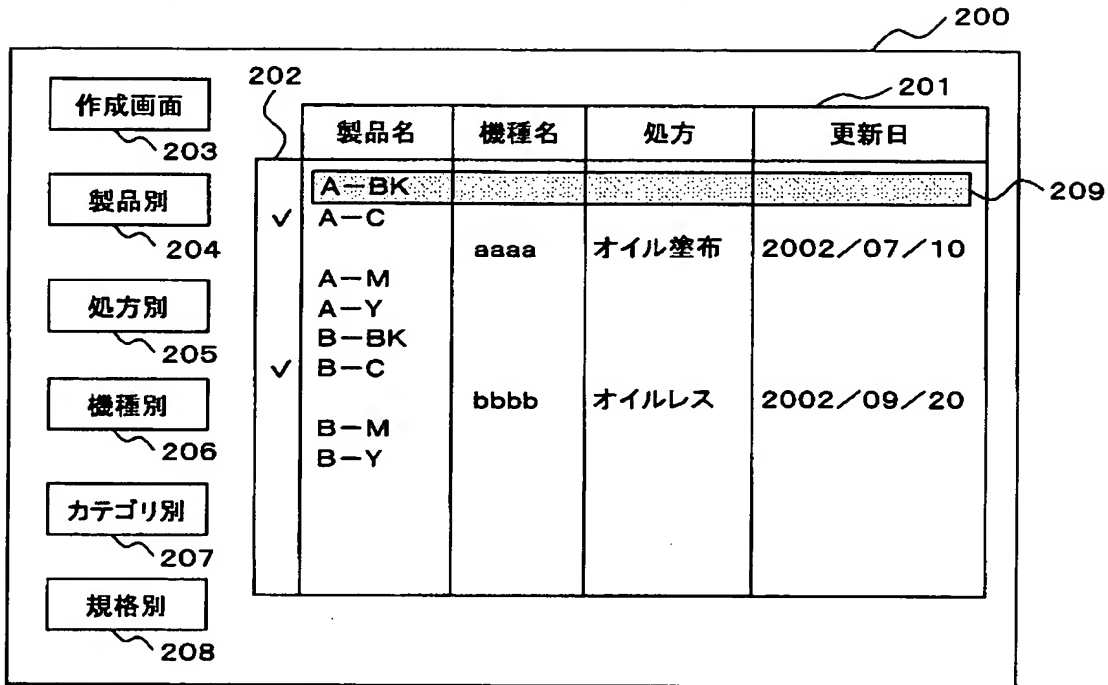 200
202
作成画面
203
201
製品名 機種名 処方 更新日
A－BK
209
製品別
204
✓ A－C
aaaa オイル塗布 2002／07／10
A－M
A－Y
処方別
205
B－BK
✓ B－C
機種別
206
bbbb オイルレス 2002／09／20
B－M
B－Y
カテゴリ別
207
規格別
208